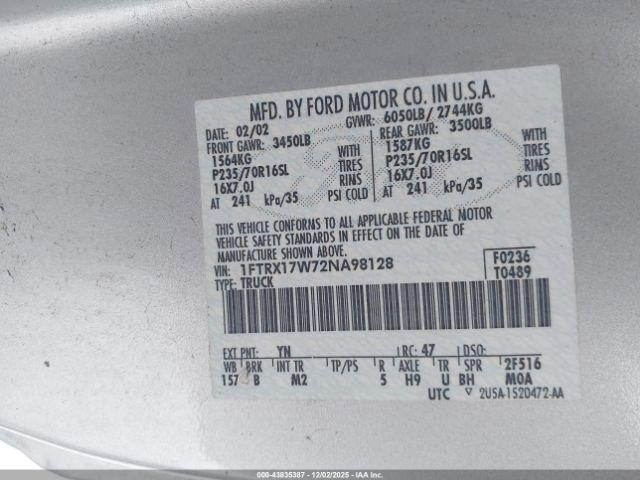 MFD. BY FORD MOTOR CO. IN U.S.A.
DATE: 02/02 GVWR: 6050LB/ 2744KG
FRONT GAWR: 3450LB REAR GAWR: 3500LB
1564KG WITH 1587KG WITH
P235/70R16SL TIRES P235/70R16SL TIRES
16X7.0J RINS 16X7.0J RINS
AT 241 kPa/35 PSI COLD AT 241 kPa/35 PSI COLD
THIS VEHICLE CONFORMS TO ALL APPLICABLE FEDERAL MOTOR
VEHICLE SAFETY STANDARDS IN EFFECT ON THE DATE OF
MANUFACTURE SHOWN ABOVE.
VIN: 1FTRX17W72NA98128 F0236
TYPE: TRUCK T0489
EXT PNT: YN RC: 47 DSO:
WB BRK INT TR TP/PS R AXLE TR SPR 2F516
157 B M2 5 H9 U BH MOA
UTC 2U5A-1520472-AA
000-43835387 - 12/02/2025 - IAAI.COM